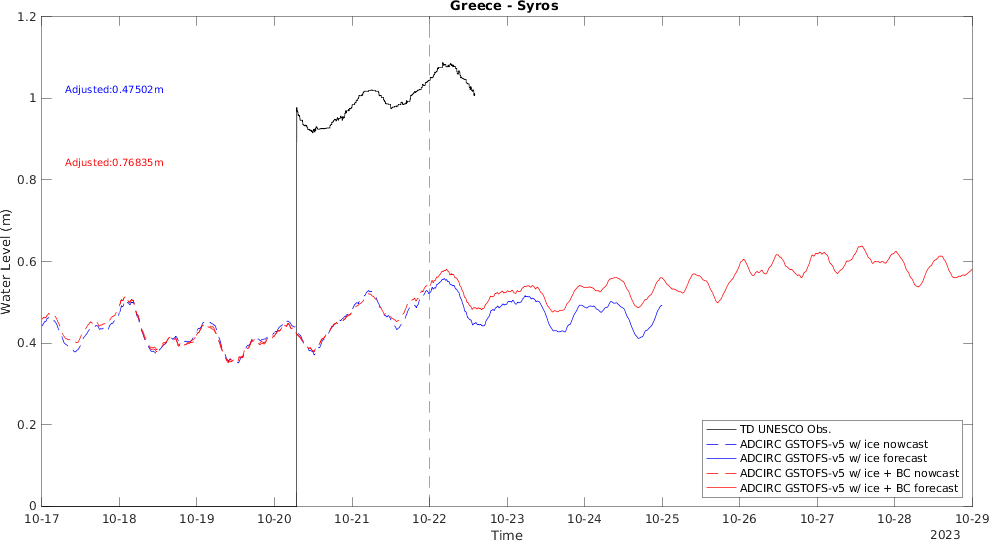 Greece - Syros
1.2
1
0.8
0.6
0.4
0.2
0
Water Level (m)
Adjusted:0.47502m
Adjusted:0.76835m
TD UNESCO Obs.
ADCIRC GSTOFS-v5 w/ ice nowcast
ADCIRC GSTOFS-v5 w/ ice forecast
ADCIRC GSTOFS-v5 w/ ice + BC nowcast
ADCIRC GSTOFS-v5 w/ ice + BC forecast
10-17 10-18 10-19 10-20 10-21 10-22 10-23 10-24 10-25 10-26 10-27 10-28 10-29
Time
2023